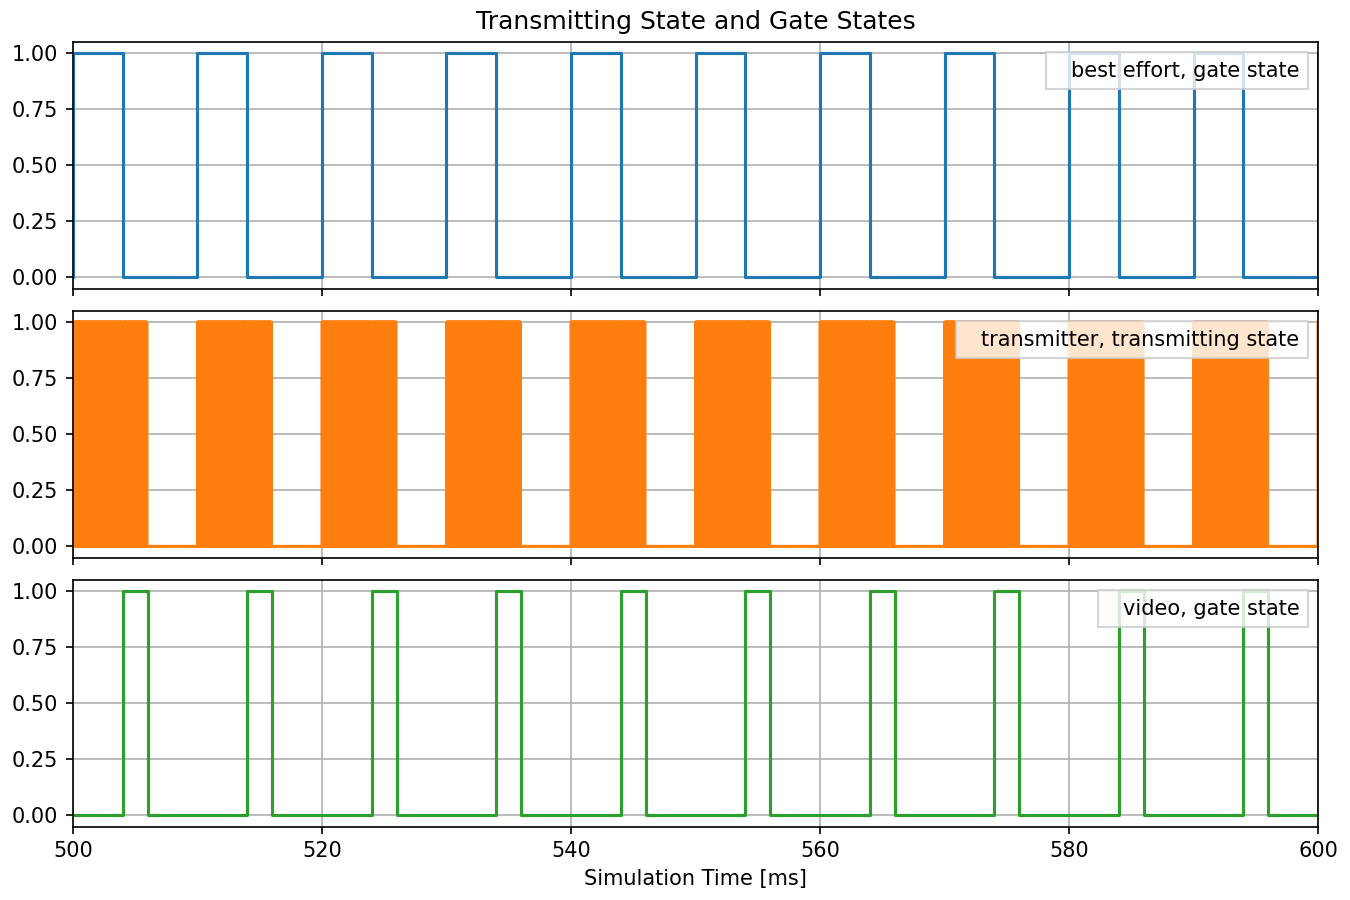 Transmitting State and Gate States
1.00
0.75
0.50
0.25
0.00
best effort, gate state
1.00
0.75
0.50
0.25
0.00
transmitter, transmitting state
1.00
0.75
0.50
0.25
0.00
video, gate state
500 520 540 560 580 600
Simulation Time [ms]